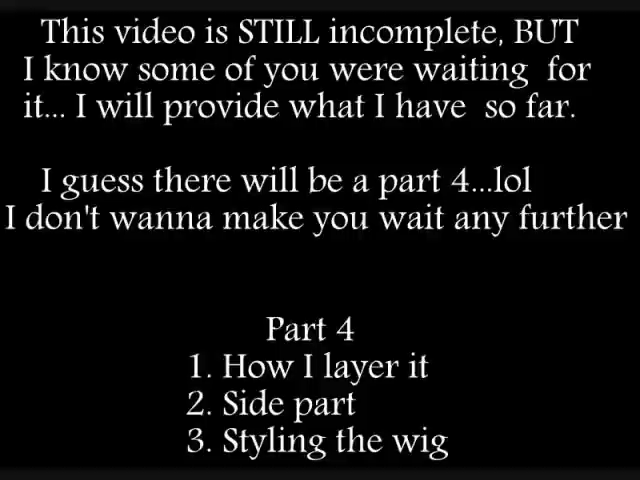 This video is STILL incomplete, BUT
I know some of you were waiting for
it... I will provide what I have so far.
I guess there will be a part 4...lol
I don't wanna make you wait any further
Part 4
1. How I layer it
2. Side part
3. Styling the wig